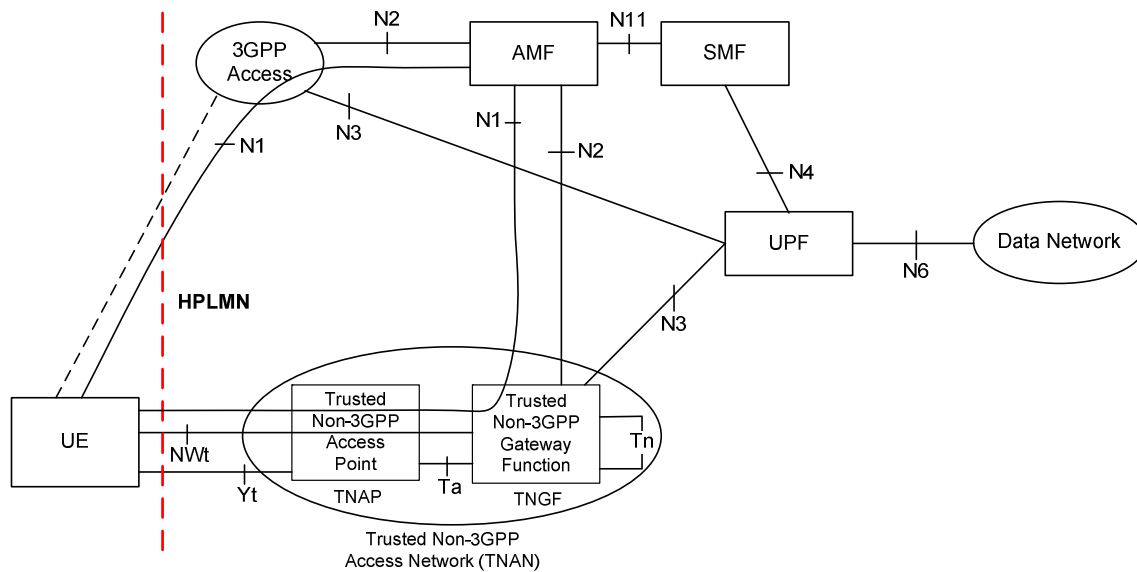 N2
N11
3GPP
Access
AMF
SMF
N1
N3
N1
N2
N4
UPF
Data Network
N6
HPLMN
N3
UE
NWt
Yt
Trusted
Non-3GPP
Access
Point
Ta
Trusted
Non-3GPP
Gateway
Function
Tn
TNAP
TNGF
Trusted Non-3GPP
Access Network (TNAN)